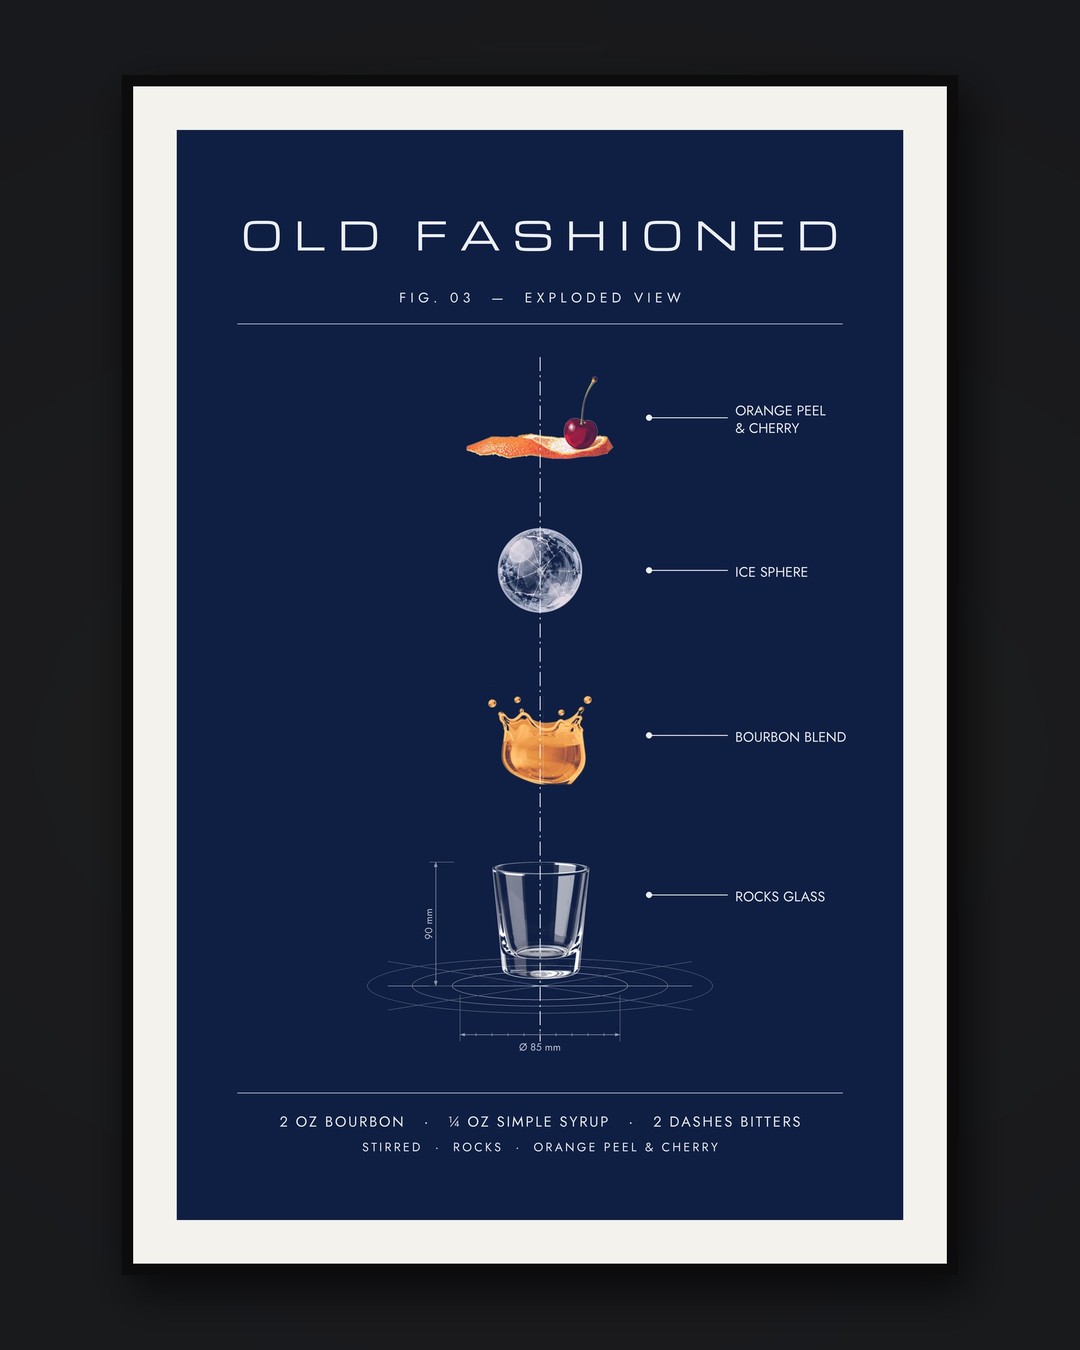 OLD FASHIONED
FIG. 03 — EXPLODED VIEW
ORANGE PEEL
& CHERRY
ICE SPHERE
BOURBON BLEND
ROCKS GLASS
90 mm
Ø 85 mm
2 OZ BOURBON · ¼ OZ SIMPLE SYRUP · 2 DASHES BITTERS
STIRRED · ROCKS · ORANGE PEEL & CHERRY